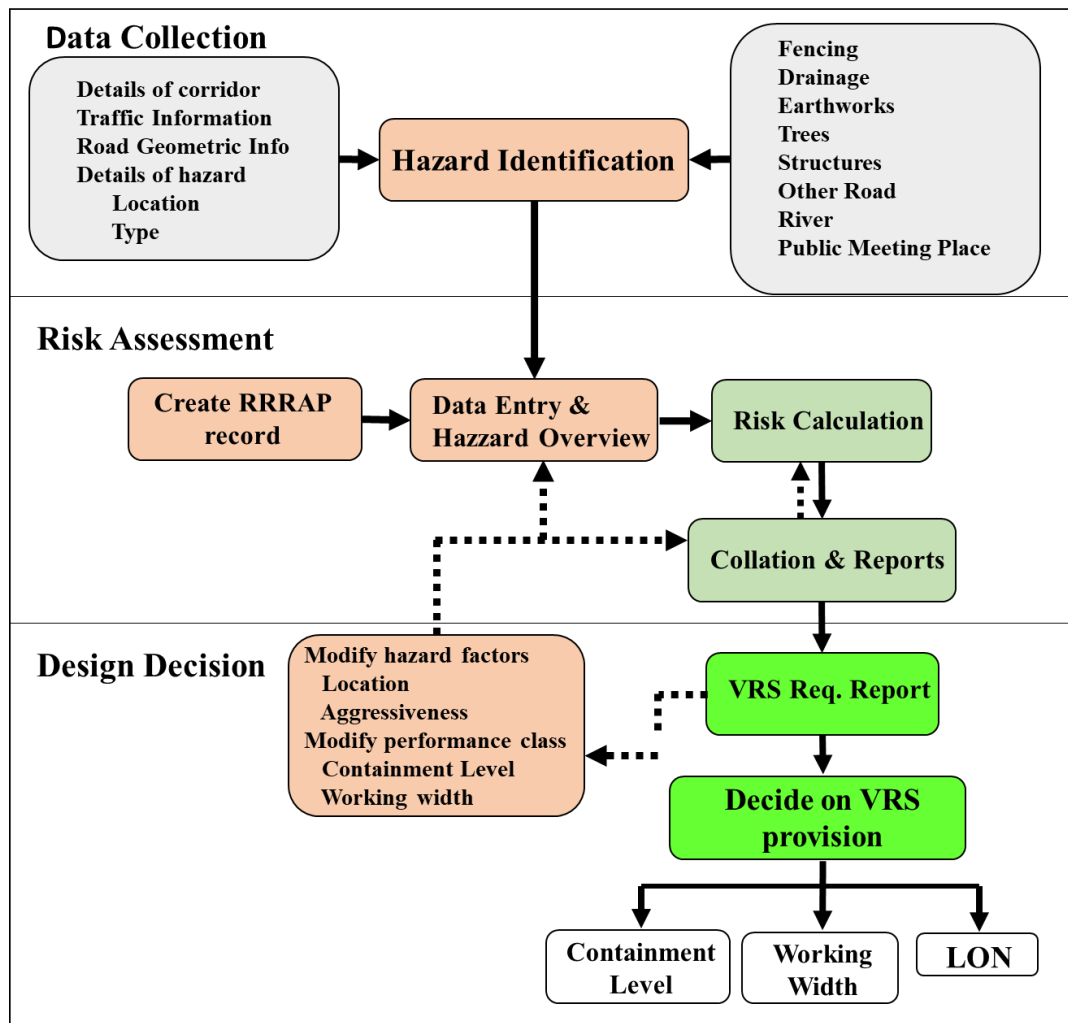 Data Collection
Details of corridor
Traffic Information
Road Geometric Info
Details of hazard
Location
Type
Hazard Identification
Fencing
Drainage
Earthworks
Trees
Structures
Other Road
River
Public Meeting Place
Risk Assessment
Create RRRAP
record
Data Entry &
Hazzard Overview
Risk Calculation
Collation & Reports
Design Decision
Modify hazard factors
Location
Aggressiveness
Modify performance class
Containment Level
Working width
VRS Req. Report
Decide on VRS
provision
Containment
Level
Working
Width
LON